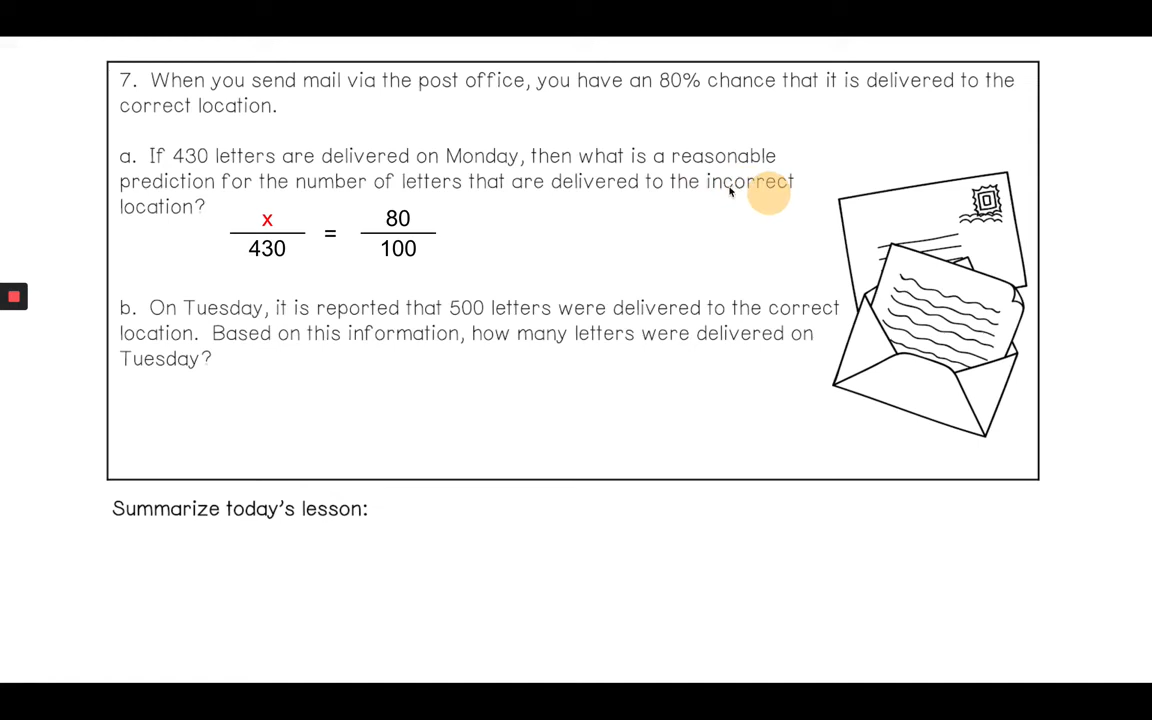 7. When you send mail via the post office, you have an 80% chance that it is delivered to the
correct location.
a. If 430 letters are delivered on Monday, then what is a reasonable
prediction for the number of letters that are delivered to the incorrect
location?
x
430
=
80
100
b. On Tuesday, it is reported that 500 letters were delivered to the correct
location. Based on this information, how many letters were delivered on
Tuesday?
Summarize today's lesson: